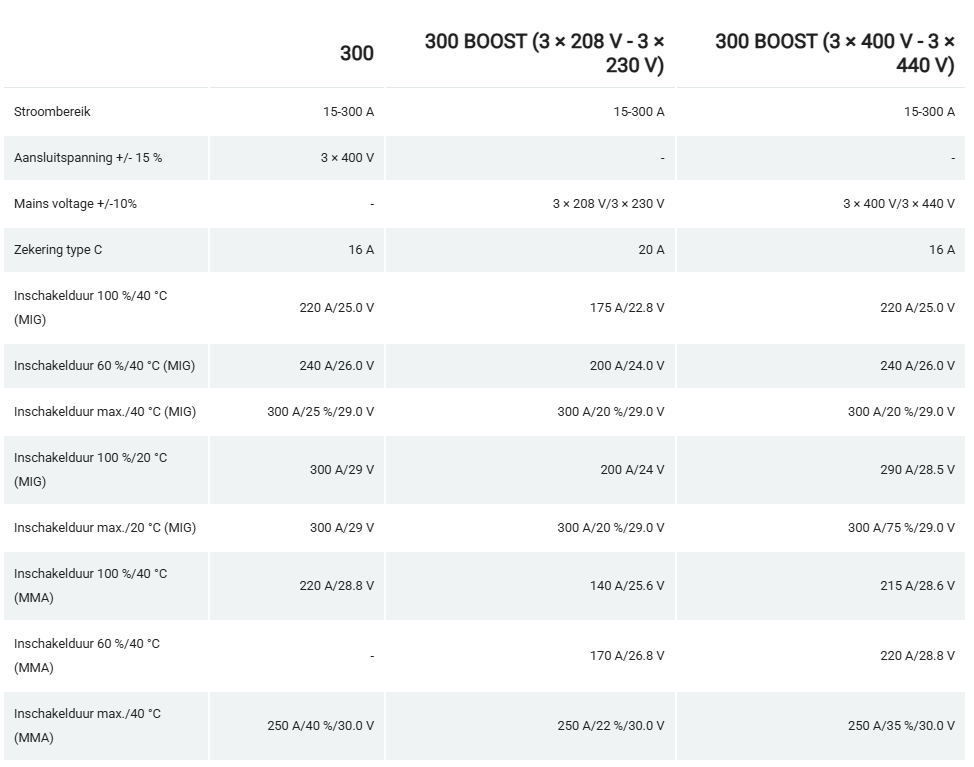 300 300 BOOST (3 × 208 V - 3 × 230 V) 300 BOOST (3 × 400 V - 3 × 440 V)
Stroombereik 15-300 A 15-300 A 15-300 A
Aansluitspanning +/- 15 % 3 × 400 V - -
Mains voltage +/-10% - 3 × 208 V/3 × 230 V 3 × 400 V/3 × 440 V
Zekering type C 16 A 20 A 16 A
Inschakelduur 100 %/40 °C (MIG) 220 A/25.0 V 175 A/22.8 V 220 A/25.0 V
Inschakelduur 60 %/40 °C (MIG) 240 A/26.0 V 200 A/24.0 V 240 A/26.0 V
Inschakelduur max./40 °C (MIG) 300 A/25 %/29.0 V 300 A/20 %/29.0 V 300 A/20 %/29.0 V
Inschakelduur 100 %/20 °C (MIG) 300 A/29 V 200 A/24 V 290 A/28.5 V
Inschakelduur max./20 °C (MIG) 300 A/29 V 300 A/20 %/29.0 V 300 A/75 %/29.0 V
Inschakelduur 100 %/40 °C (MMA) 220 A/28.8 V 140 A/25.6 V 215 A/28.6 V
Inschakelduur 60 %/40 °C (MMA) - 170 A/26.8 V 220 A/28.8 V
Inschakelduur max./40 °C (MMA) 250 A/40 %/30.0 V 250 A/22 %/30.0 V 250 A/35 %/30.0 V